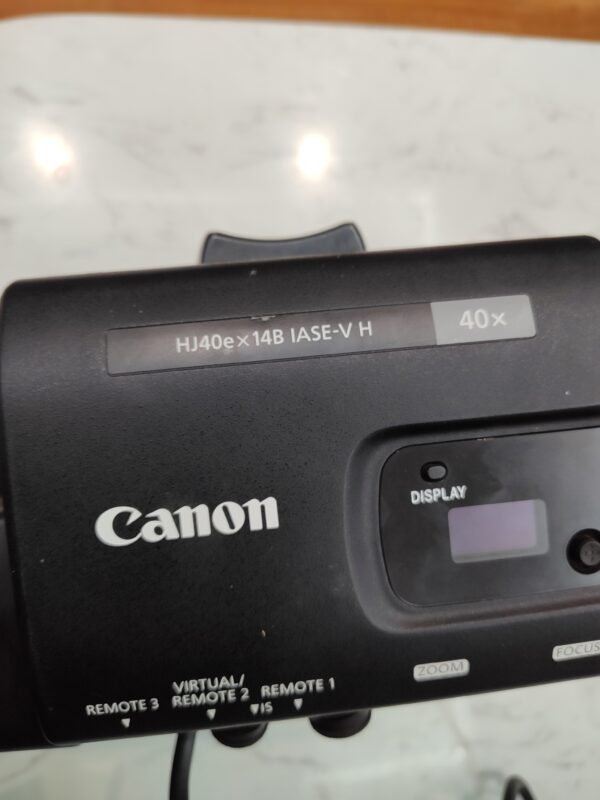 HJ40e×14B IASE-V H 40×
DISPLAY
Canon
ZOOM
FOCUS
REMOTE 3
VIRTUAL/
REMOTE 2
IS
REMOTE 1